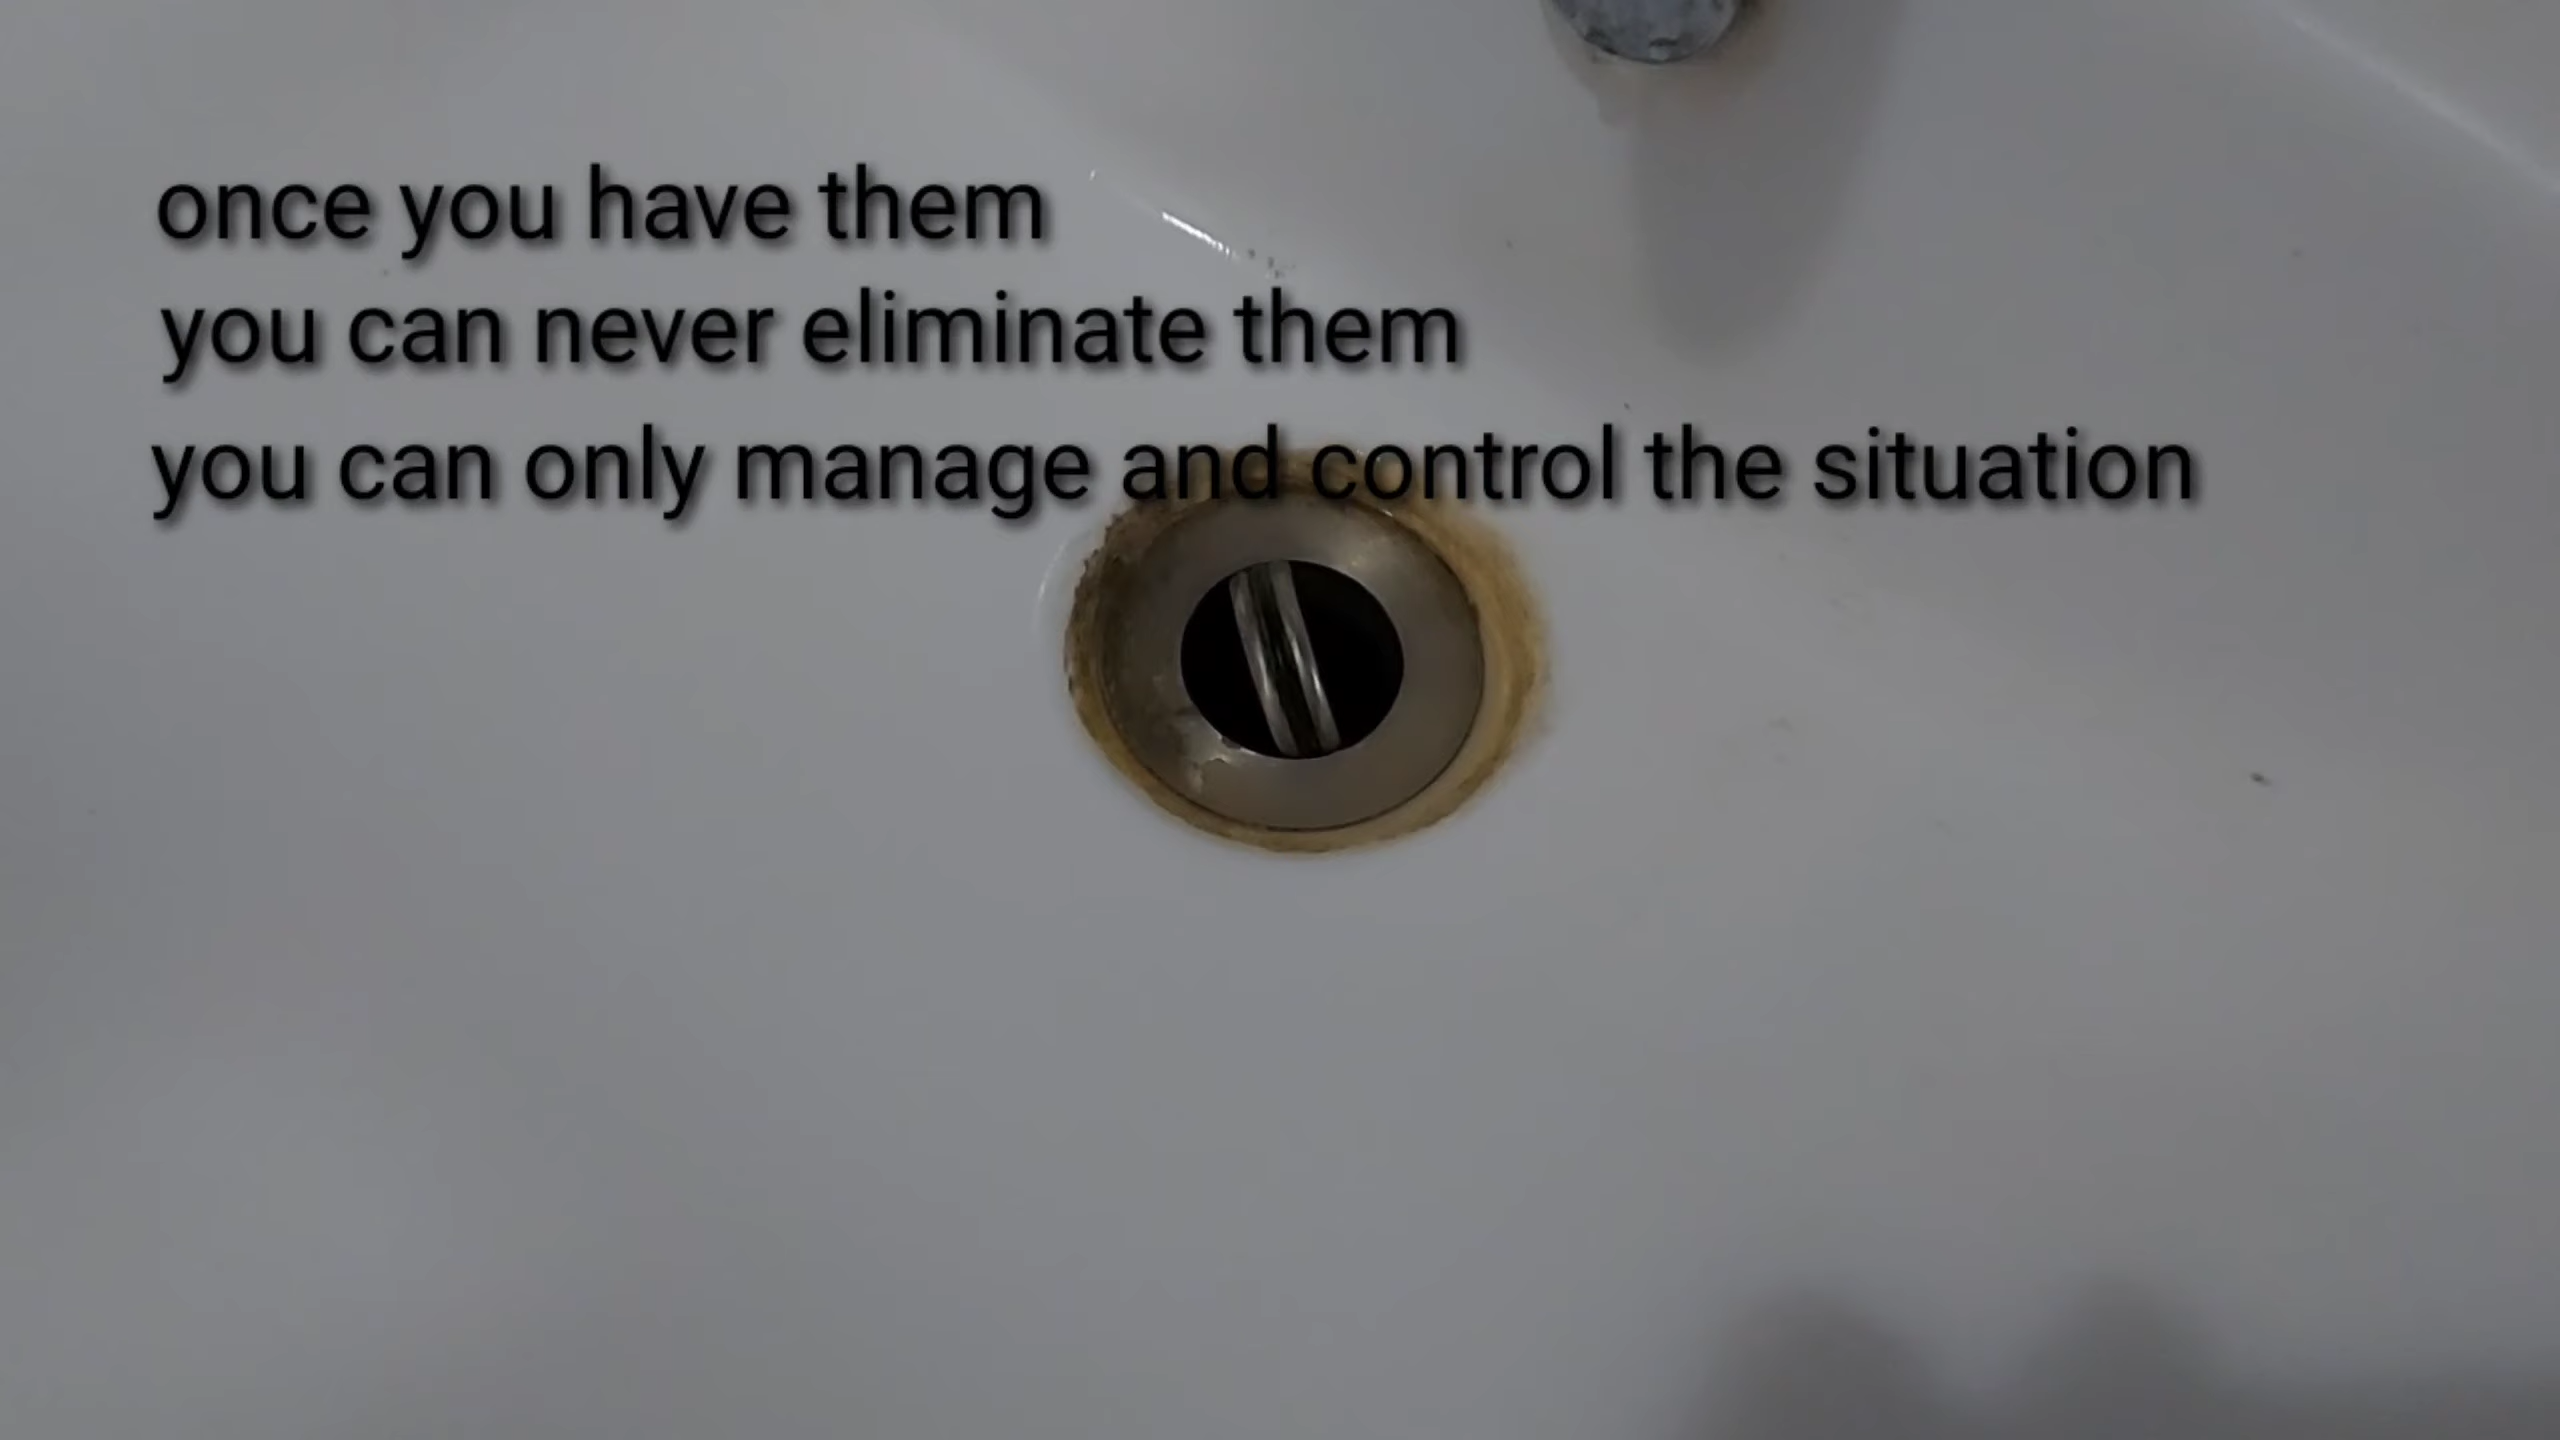 once you have them
you can never eliminate them
you can only manage and control the situation